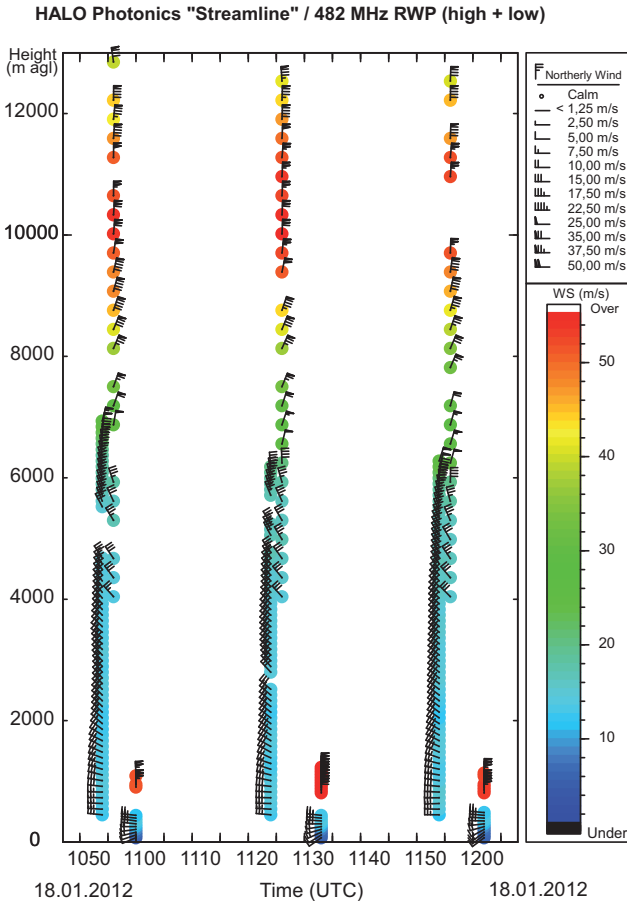 HALO Photonics "Streamline" / 482 MHz RWP (high + low)
Height
(m agl)
12000
10000
8000
6000
4000
2000
0
1050 1100 1110 1120 1130 1140 1150 1200
18.01.2012 Time (UTC) 18.01.2012
Northerly Wind
Calm
< 1,25 m/s
2,50 m/s
5,00 m/s
7,50 m/s
10,00 m/s
15,00 m/s
17,50 m/s
22,50 m/s
25,00 m/s
35,00 m/s
37,50 m/s
50,00 m/s
WS (m/s)
Over
50
40
30
20
10
Under